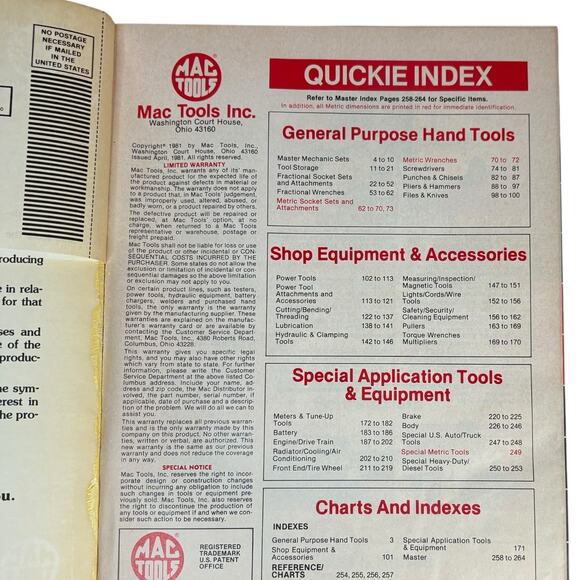 NO POSTAGE
NECESSARY
IF MAILED
IN THE
UNITED STATES
roducing
e in rela-
for that
ses and
e of the
produc-
he sym-
erest in
he pro-
ou.
MAC
TOOLS
Mac Tools Inc.
Washington Court House,
Ohio 43160
Copyright© 1981 by Mac Tools, Inc.,
Washington Court House, Ohio 43160
Issued April, 1981. All rights reserved.
LIMITED WARRANTY
Mac Tools, Inc. warrants any of its' man-
ufactured product for the expected life of
the product against defects in material or
workmanship. The warranty does not apply
to a product that, in Mac Tools' judgement,
was improperly used, altered, abused, or
badly worn, or a product repaired by others.
The defective product will be repaired or
replaced, at Mac Tools' option, at no
charge, when returned to a Mac Tools
representative or warehouse, postage or
freight prepaid.
Mac Tools shall not be liable for loss or use
of the product or other incidental or CON-
SEQUENTIAL COSTS INCURRED BY THE
PURCHASER. Some states do not allow the
exclusion or limitation of incidental or con-
sequential damages so the above limitation
or exclusion may not apply to you.
On certain product lines, such as testers,
power tools, hydraulic equipment, battery
chargers, welders and purchased hand
tools, the only warranty is the warranty
given by the manufacturing supplier. These
warranties are explained on the manufac-
turer's warranty card or are available by
contacting the Customer Service Depart-
ment, Mac Tools, Inc., 4380 Roberts Road,
Columbus, Ohio 43228.
This warranty gives you specific legal
rights, and you may also have other rights
which vary from state to state. For further
information, please write the Customer
Service Department at the above listed Co-
lumbus address. Include your name, ad-
dress and zip code, the Mac Distributor in-
volved, the part number, serial number, if
applicable, date of purchase and a descrip-
tion of the problem. We will do all we can to
assist you.
This warranty replaces all previous warran-
ties and is the only warranty made by this
company on this product. No other warran-
ties, written or verbal, are authorized. This
new warranty is the same as our previous
warranty and does not reduce the coverage
in any way.
SPECIAL NOTICE
Mac Tools, Inc. reserves the right to incor-
porate design or construction changes
without incurring any obligation to include
such changes in tools or equipment prev-
iously sold. Mac Tools, Inc. also reserves
the right to discontinue the production of
any tools or equipment if and when we con-
sider such action to be necessary.
MAC
TOOLS
REGISTERED
TRADEMARK
U.S. PATENT
OFFICE
QUICKIE INDEX
Refer to Master Index Pages 258-264 for Specific Items.
In addition, all Metric dimensions are printed in red for immediate identification.
General Purpose Hand Tools
Master Mechanic Sets 4 to 10
Tool Storage 11 to 21
Fractional Socket Sets
and Attachments 22 to 52
Fractional Wrenches 53 to 62
Metric Socket Sets and
Attachments 62 to 70, 73
Metric Wrenches 70 to 72
Screwdrivers 74 to 81
Punches & Chisels 82 to 87
Pliers & Hammers 88 to 97
Files & Knives 98 to 100
Shop Equipment & Accessories
Power Tools 102 to 113
Power Tool
Attachments and
Accessories 113 to 121
Cutting/Bending/
Threading 122 to 137
Lubrication 138 to 141
Hydraulic & Clamping
Tools 142 to 146
Measuring/Inspection/
Magnetic Tools 147 to 151
Lights/Cords/Wire
Tools 152 to 156
Safety/Security/
Cleaning Equipment 156 to 162
Pullers 163 to 169
Torque Wrenches
Multipliers 169 to 170
Special Application Tools
& Equipment
Meters & Tune-Up
Tools 172 to 182
Battery 183 to 186
Engine/Drive Train 187 to 202
Radiator/Cooling/Air
Conditioning 202 to 210
Front End/Tire Wheel 211 to 219
Brake 220 to 225
Body 226 to 246
Special U.S. Auto/Truck
Tools 247 to 248
Special Metric Tools 249
Special Heavy-Duty/
Diesel Tools 250 to 253
Charts And Indexes
INDEXES
General Purpose Hand Tools 3
Shop Equipment &
Accessories 101
REFERENCE/
CHARTS 254, 255, 256, 257
Special Application Tools
& Equipment 171
Master 258 to 264